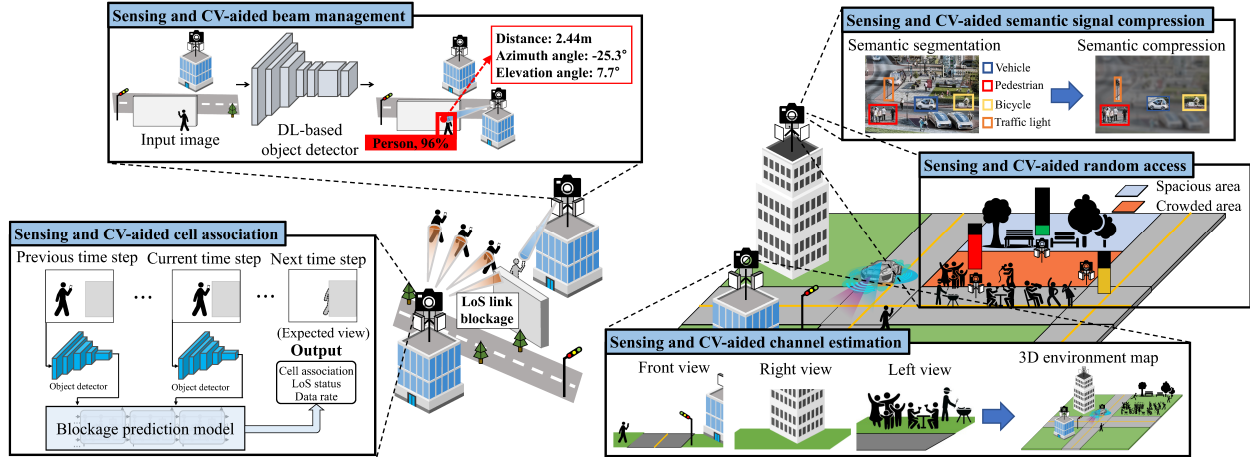 Sensing and CV-aided beam management
Distance: 2.44m
Azimuth angle: -25.3°
Elevation angle: 7.7°
Input image
DL-based
object detector
Person, 96%
Sensing and CV-aided cell association
Previous time step
Current time step
Next time step
...
...
(Expected view)
Object detector
Object detector
Output
Cell association
LoS status
Data rate
Blockage prediction model
LoS link
blockage
Sensing and CV-aided semantic signal compression
Semantic segmentation
Semantic compression
Vehicle
Pedestrian
Bicycle
Traffic light
Sensing and CV-aided random access
Spacious area
Crowded area
Sensing and CV-aided channel estimation
Front view
Right view
Left view
3D environment map